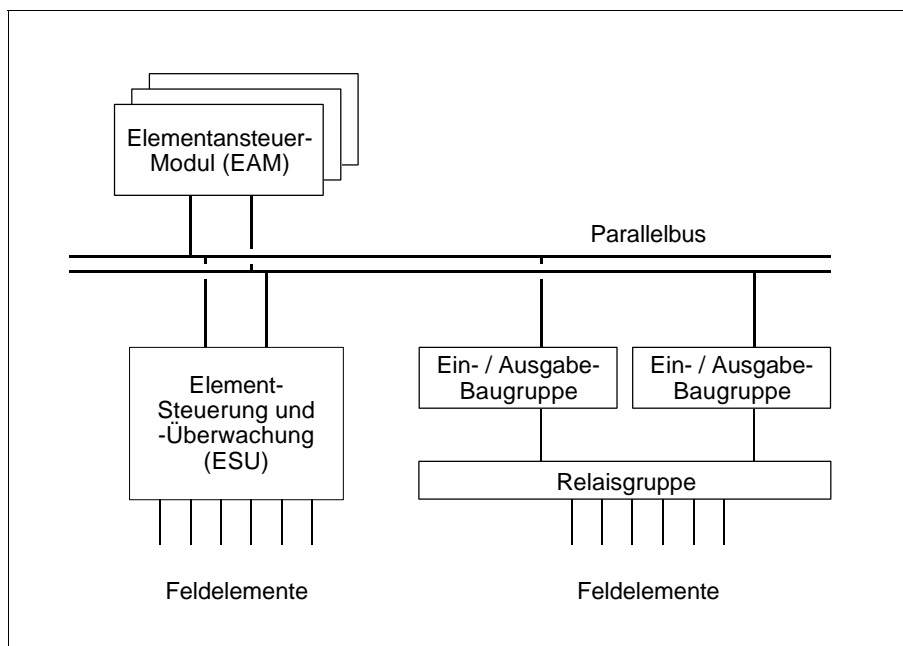 Elementansteuer-
Modul (EAM)
Parallelbus
Element-
Steuerung und
-Überwachung
(ESU)
Ein- / Ausgabe-
Baugruppe
Ein- / Ausgabe-
Baugruppe
Relaisgruppe
Feldelemente
Feldelemente